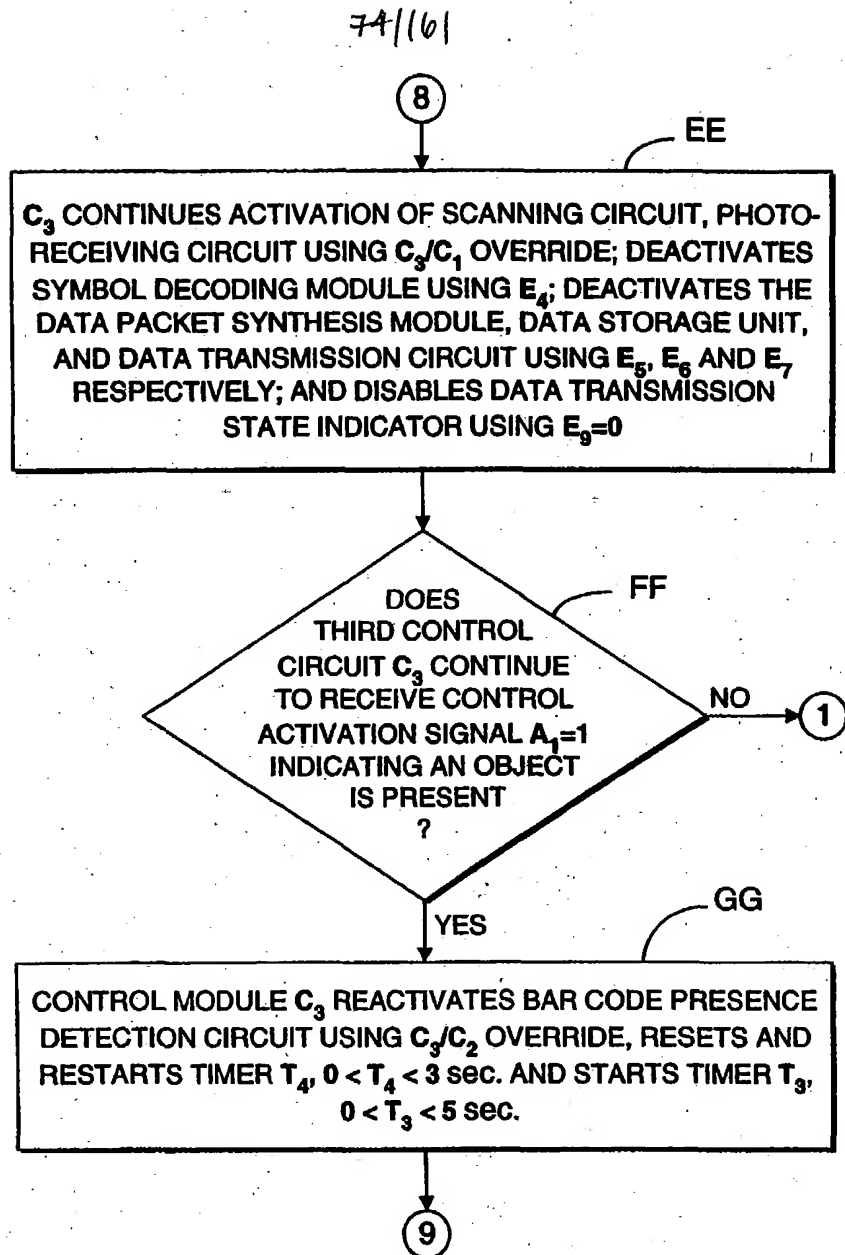 74/161
8
EE
C₃ CONTINUES ACTIVATION OF SCANNING CIRCUIT, PHOTO-
RECEIVING CIRCUIT USING C₃/C₁ OVERRIDE; DEACTIVATES
SYMBOL DECODING MODULE USING E₄; DEACTIVATES THE
DATA PACKET SYNTHESIS MODULE, DATA STORAGE UNIT,
AND DATA TRANSMISSION CIRCUIT USING E₅, E₆ AND E₇
RESPECTIVELY; AND DISABLES DATA TRANSMISSION
STATE INDICATOR USING E₉=0
FF
DOES
THIRD CONTROL
CIRCUIT C₃ CONTINUE
TO RECEIVE CONTROL
ACTIVATION SIGNAL A₁=1
INDICATING AN OBJECT
IS PRESENT
?
NO
1
YES
GG
CONTROL MODULE C₃ REACTIVATES BAR CODE PRESENCE
DETECTION CIRCUIT USING C₃/C₂ OVERRIDE, RESETS AND
RESTARTS TIMER T₄, 0 < T₄ < 3 sec. AND STARTS TIMER T₃,
0 < T₃ < 5 sec.
9